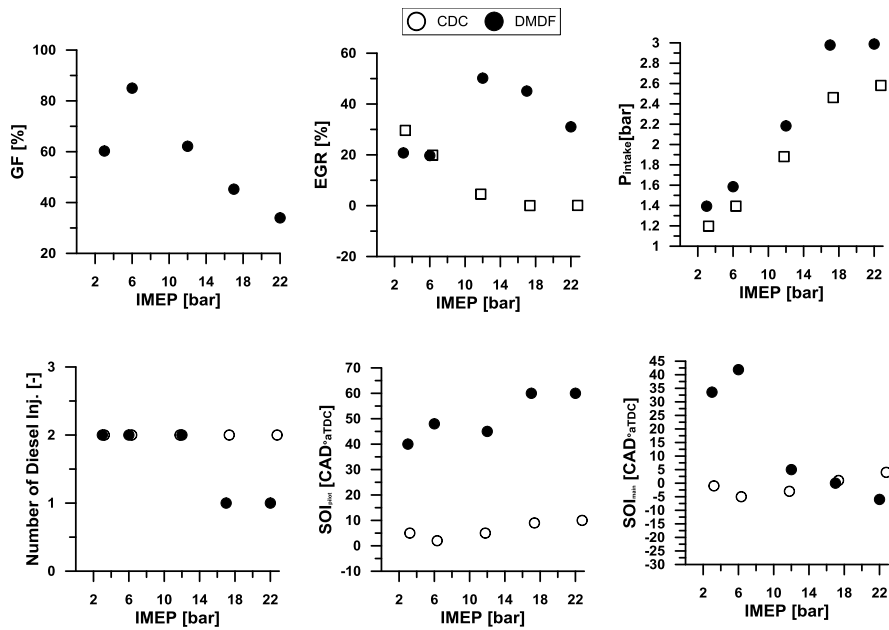 CDC DMDF
GF [%]
100
80
60
40
20
2 6 10 14 18 22
IMEP [bar]
EGR [%]
60
40
20
0
-20
2 6 10 14 18 22
IMEP [bar]
Pintake[bar]
3
2.8
2.6
2.4
2.2
2
1.8
1.6
1.4
1.2
1
2 6 10 14 18 22
IMEP [bar]
Number of Diesel Inj. [-]
3
2
1
0
2 6 10 14 18 22
IMEP [bar]
SOIpilot [CADºaTDC]
70
60
50
40
30
20
10
0
-10
2 6 10 14 18 22
IMEP [bar]
SOImain [CADºaTDC]
45
40
35
30
25
20
15
10
5
0
-5
-10
-15
-20
-25
-30
2 6 10 14 18 22
IMEP [bar]